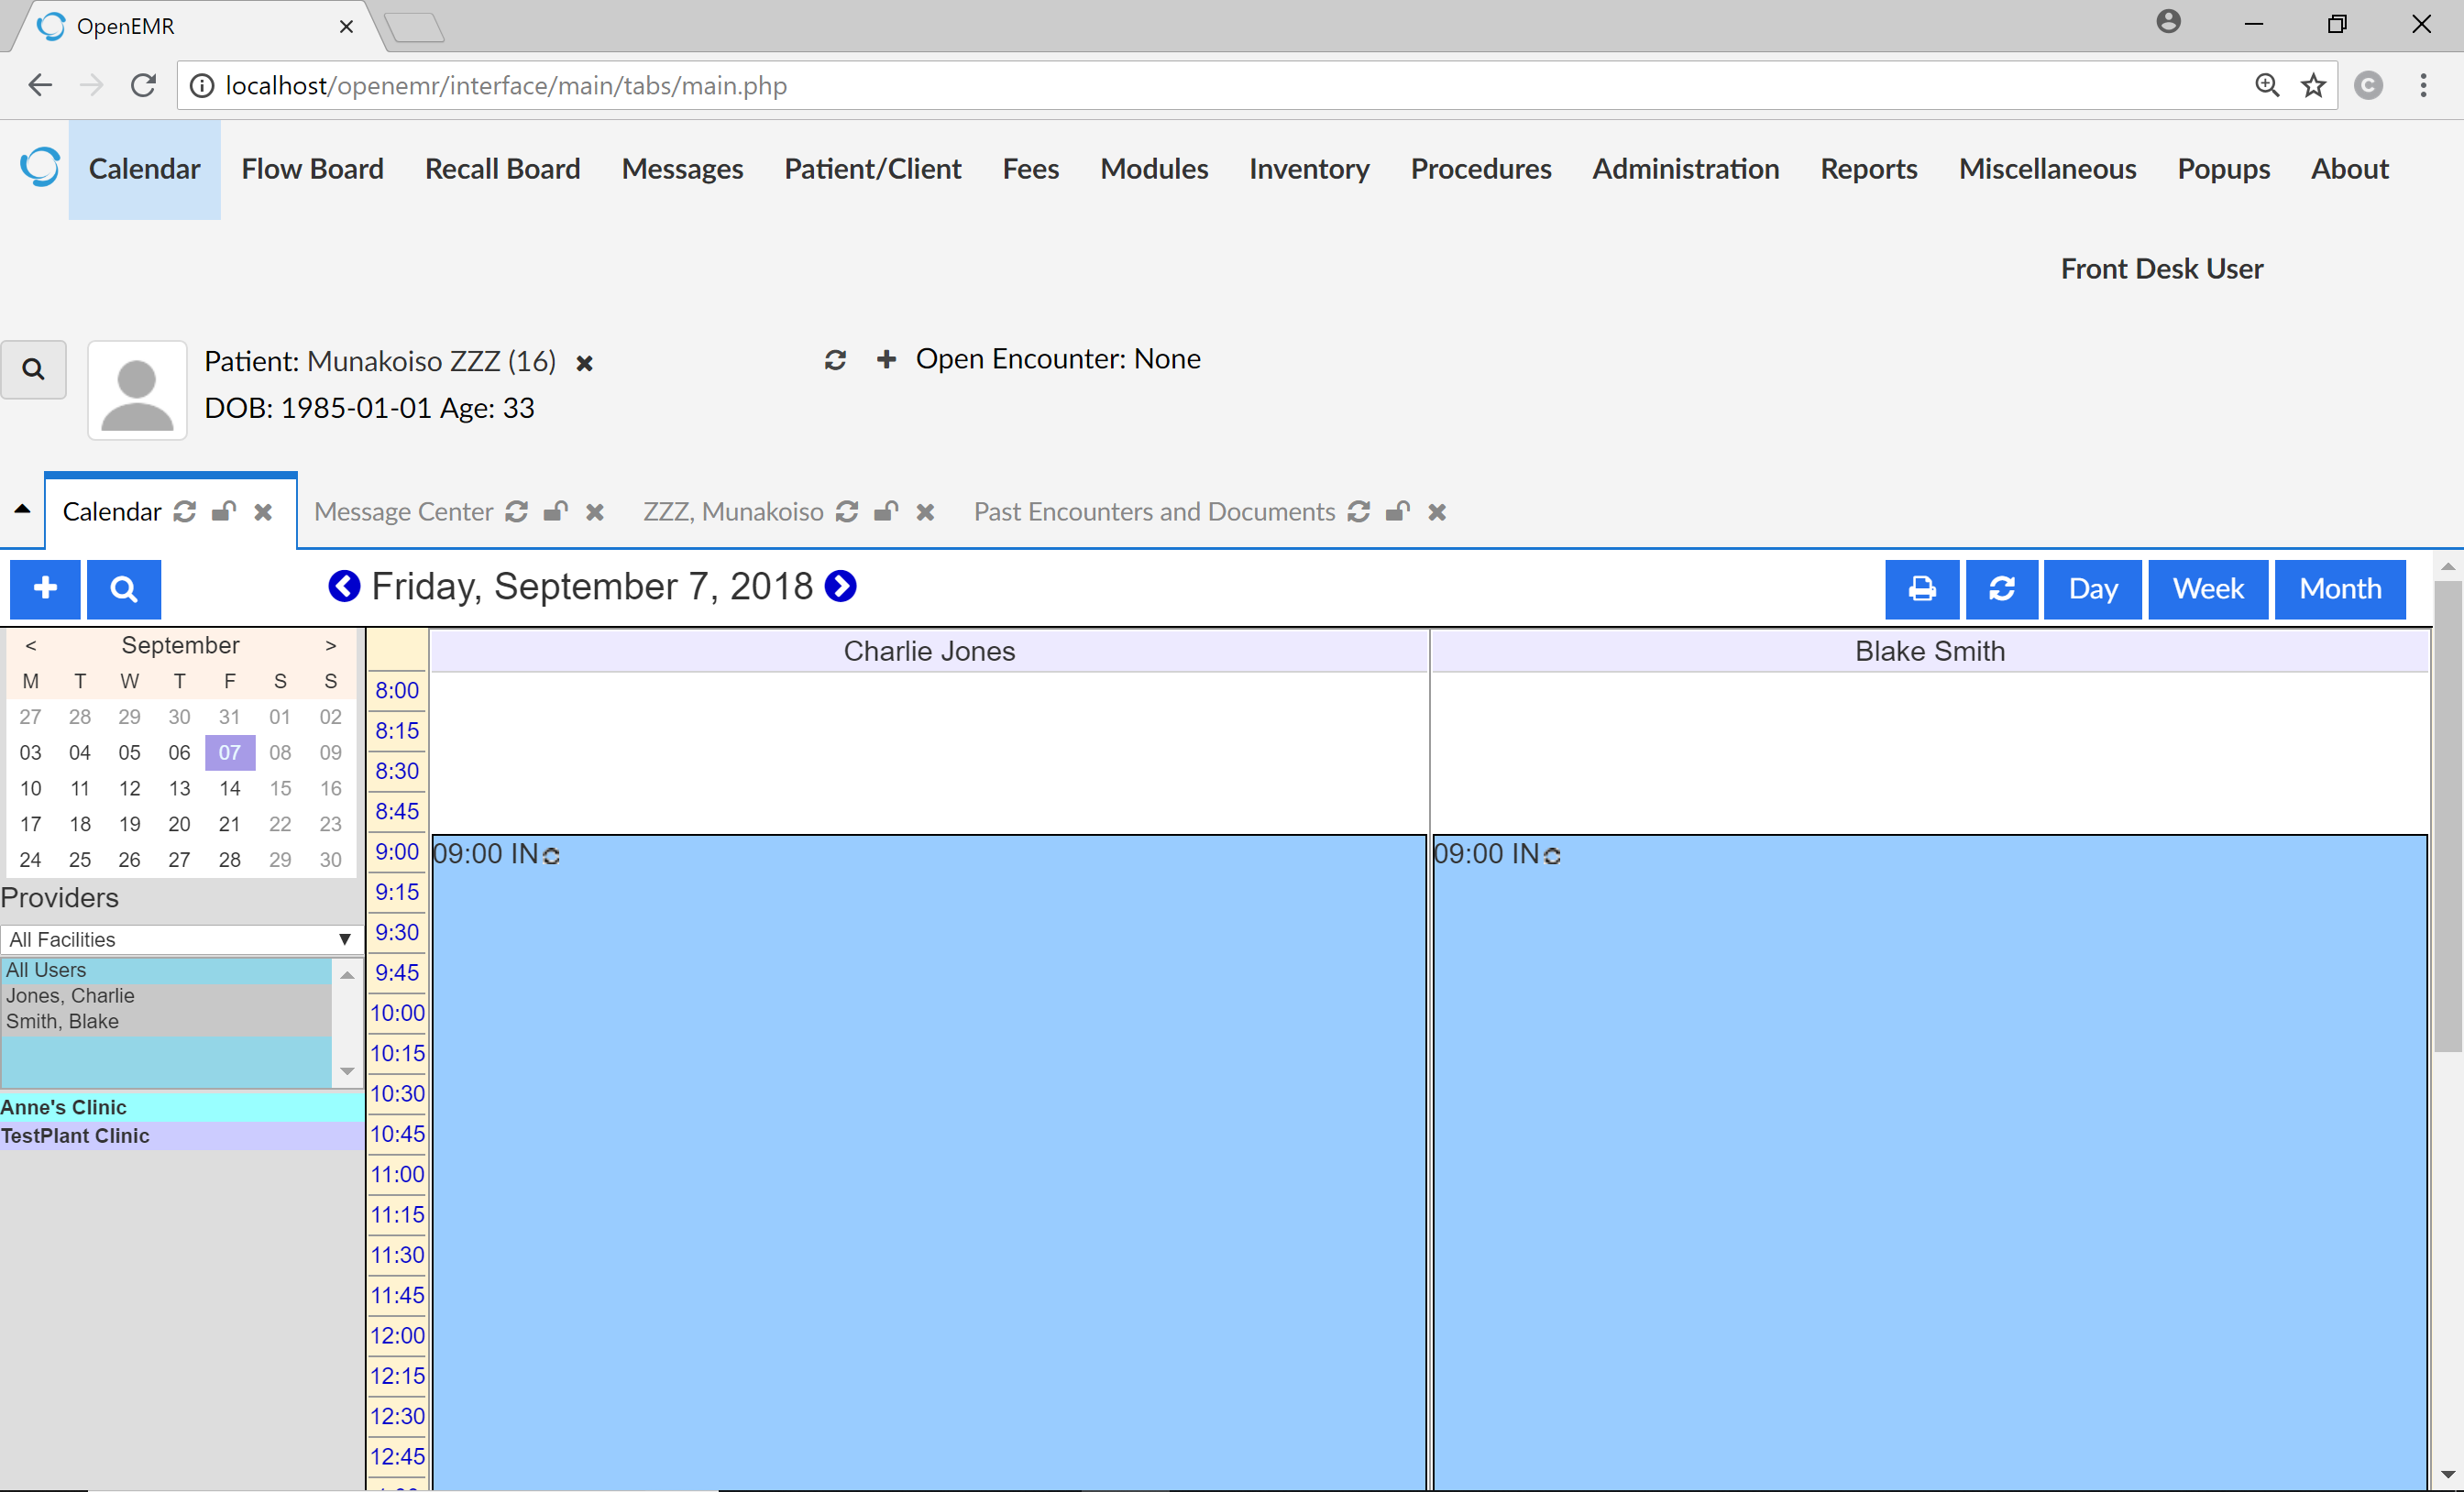 OpenEMR
localhost/openemr/interface/main/tabs/main.php
Calendar Flow Board Recall Board Messages Patient/Client Fees Modules Inventory Procedures Administration Reports Miscellaneous Popups About
Front Desk User
Patient: Munakoiso ZZZ (16)
DOB: 1985-01-01 Age: 33
Open Encounter: None
Calendar Message Center ZZZ, Munakoiso Past Encounters and Documents
Friday, September 7, 2018
Day Week Month
< September >
M T W T F S S
27 28 29 30 31 01 02
03 04 05 06 07 08 09
10 11 12 13 14 15 16
17 18 19 20 21 22 23
24 25 26 27 28 29 30
Providers
All Facilities
All Users
Jones, Charlie
Smith, Blake
Anne's Clinic
TestPlant Clinic
Charlie Jones Blake Smith
8:00
8:15
8:30
8:45
9:00 09:00 IN 09:00 IN
9:15
9:30
9:45
10:00
10:15
10:30
10:45
11:00
11:15
11:30
11:45
12:00
12:15
12:30
12:45